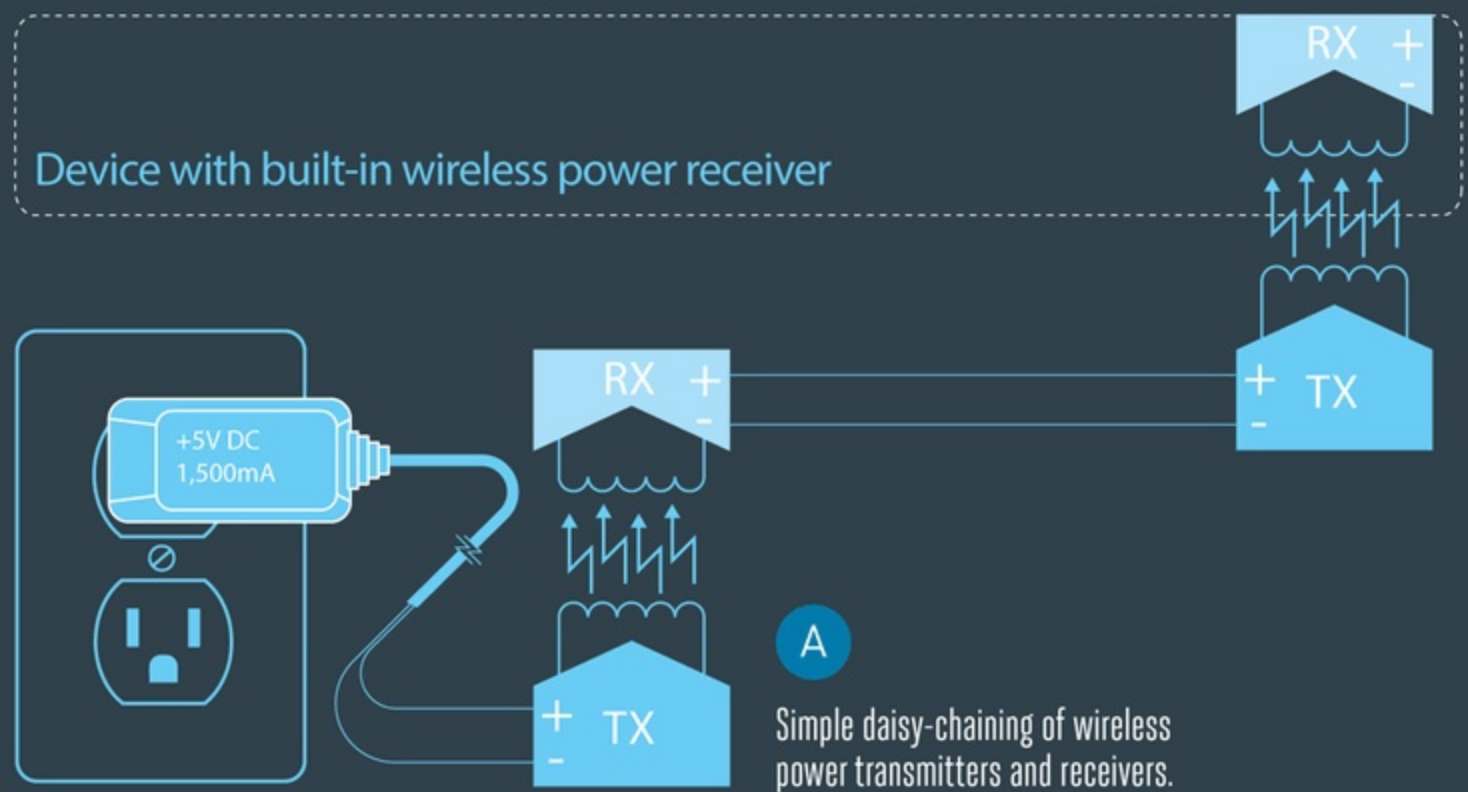 RX +
-
Device with built-in wireless power receiver
RX +
-
+ TX
-
+5V DC
1,500mA
A
+ TX
-
Simple daisy-chaining of wireless
power transmitters and receivers.